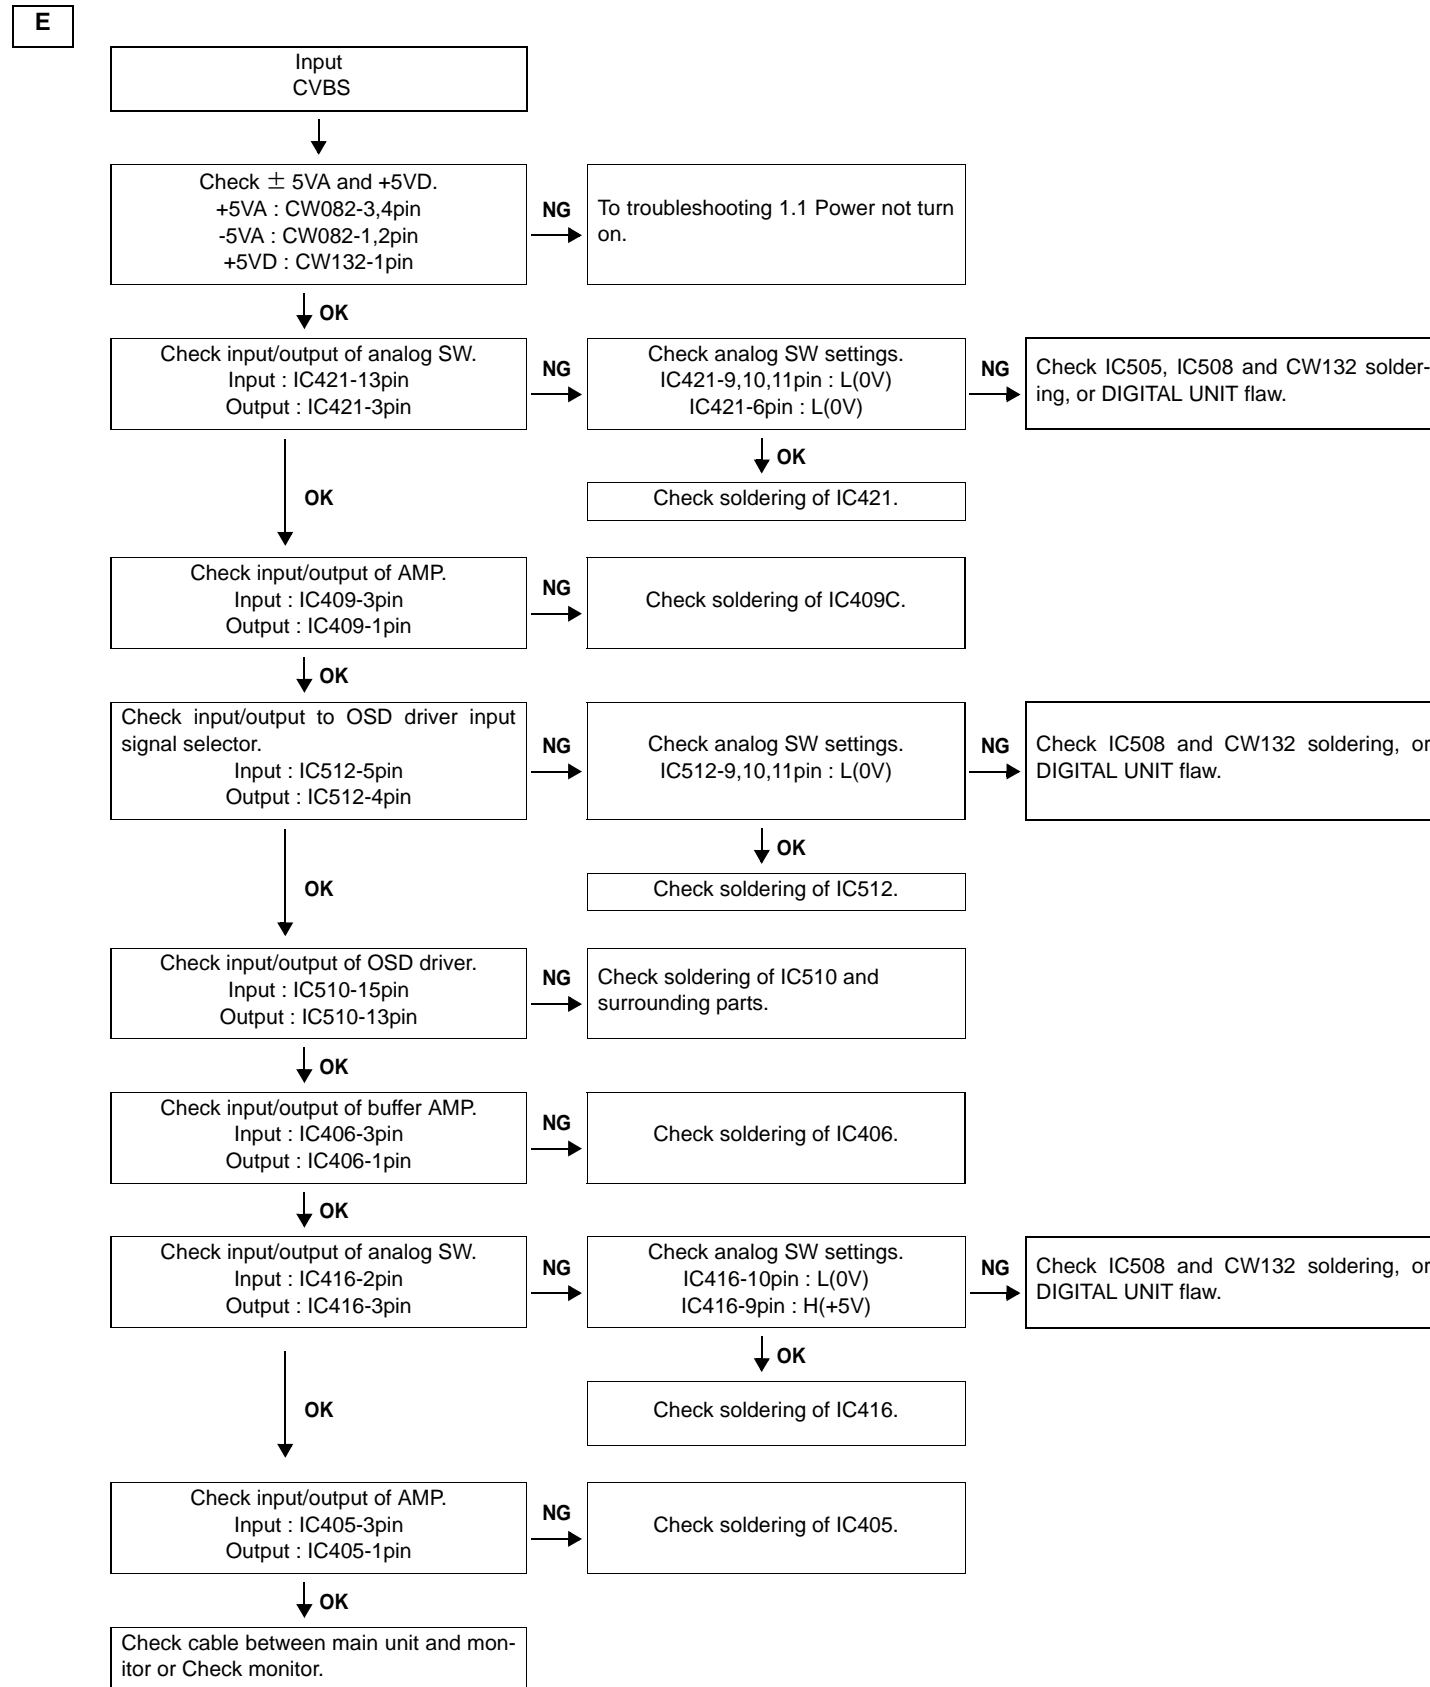 E
Input
CVBS
Check ± 5VA and +5VD.
+5VA : CW082-3,4pin
-5VA : CW082-1,2pin
+5VD : CW132-1pin
NG
To troubleshooting 1.1 Power not turn
on.
OK
Check input/output of analog SW.
Input : IC421-13pin
Output : IC421-3pin
NG
Check analog SW settings.
IC421-9,10,11pin : L(0V)
IC421-6pin : L(0V)
NG
Check IC505, IC508 and CW132 solder-
ing, or DIGITAL UNIT flaw.
OK
Check soldering of IC421.
OK
Check input/output of AMP.
Input : IC409-3pin
Output : IC409-1pin
NG
Check soldering of IC409C.
OK
Check input/output to OSD driver input
signal selector.
Input : IC512-5pin
Output : IC512-4pin
NG
Check analog SW settings.
IC512-9,10,11pin : L(0V)
NG
Check IC508 and CW132 soldering, or
DIGITAL UNIT flaw.
OK
Check soldering of IC512.
OK
Check input/output of OSD driver.
Input : IC510-15pin
Output : IC510-13pin
NG
Check soldering of IC510 and
surrounding parts.
OK
Check input/output of buffer AMP.
Input : IC406-3pin
Output : IC406-1pin
NG
Check soldering of IC406.
OK
Check input/output of analog SW.
Input : IC416-2pin
Output : IC416-3pin
NG
Check analog SW settings.
IC416-10pin : L(0V)
IC416-9pin : H(+5V)
NG
Check IC508 and CW132 soldering, or
DIGITAL UNIT flaw.
OK
Check soldering of IC416.
OK
Check input/output of AMP.
Input : IC405-3pin
Output : IC405-1pin
NG
Check soldering of IC405.
OK
Check cable between main unit and mon-
itor or Check monitor.